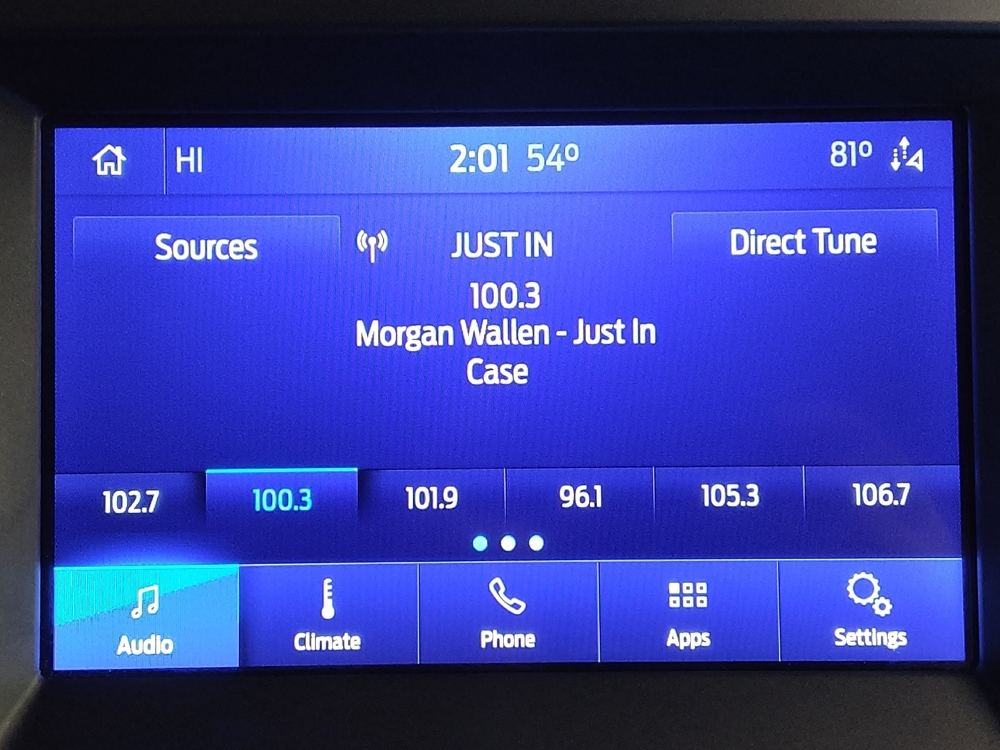 HI 2:01 54° 81°
Sources JUST IN Direct Tune
100.3
Morgan Wallen - Just In
Case
102.7 100.3 101.9 96.1 105.3 106.7
Audio Climate Phone Apps Settings